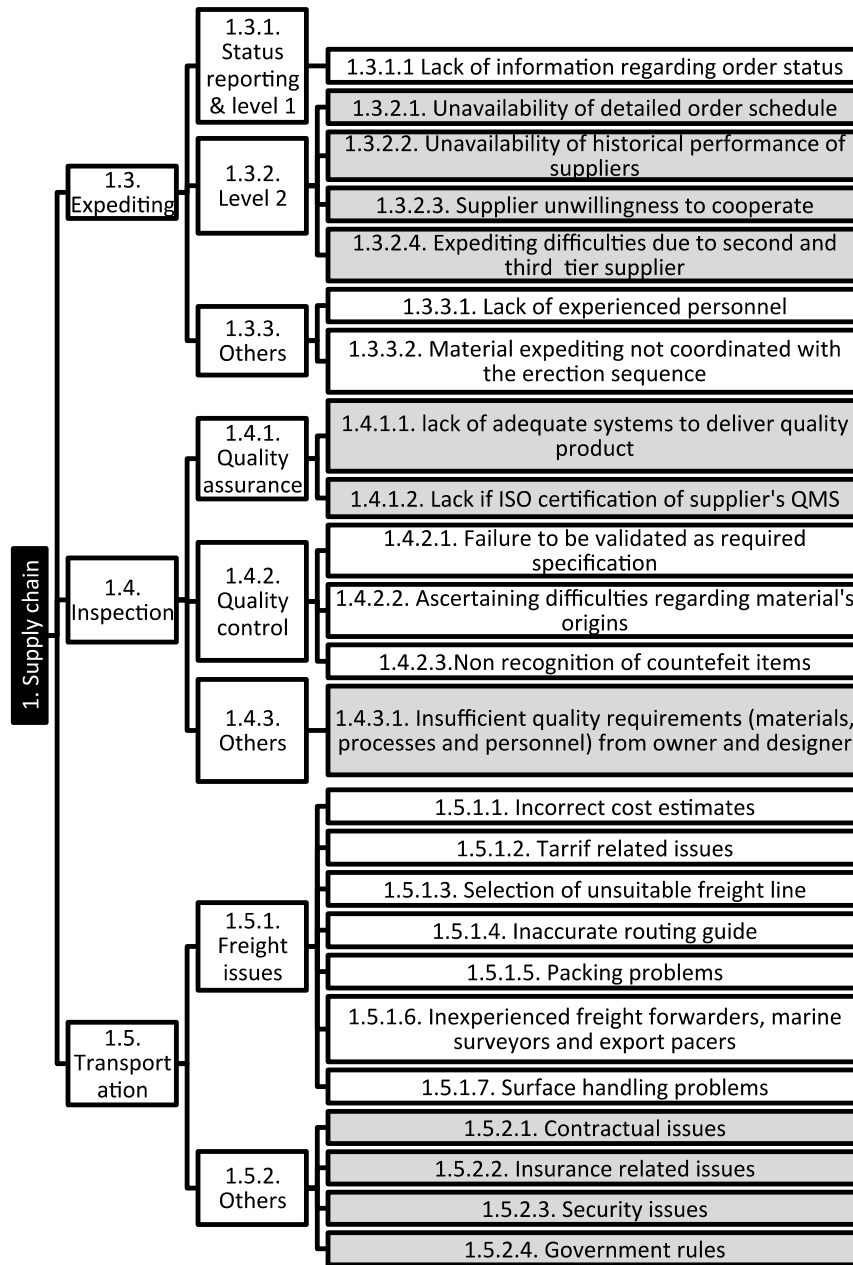 1. Supply chain
1.3.
Expediting
1.3.1.
Status
reporting
& level 1
1.3.1.1 Lack of information regarding order status
1.3.2.
Level 2
1.3.2.1. Unavailability of detailed order schedule
1.3.2.2. Unavailability of historical performance of
suppliers
1.3.2.3. Supplier unwillingness to cooperate
1.3.2.4. Expediting difficulties due to second and
third tier supplier
1.3.3.
Others
1.3.3.1. Lack of experienced personnel
1.3.3.2. Material expediting not coordinated with
the erection sequence
1.4.
Inspection
1.4.1.
Quality
assurance
1.4.1.1. lack of adequate systems to deliver quality
product
1.4.1.2. Lack if ISO certification of supplier's QMS
1.4.2.
Quality
control
1.4.2.1. Failure to be validated as required
specification
1.4.2.2. Ascertaining difficulties regarding material's
origins
1.4.2.3.Non recognition of countefeit items
1.4.3.
Others
1.4.3.1. Insufficient quality requirements (materials,
processes and personnel) from owner and designer
1.5.
Transport
ation
1.5.1.
Freight
issues
1.5.1.1. Incorrect cost estimates
1.5.1.2. Tarrif related issues
1.5.1.3. Selection of unsuitable freight line
1.5.1.4. Inaccurate routing guide
1.5.1.5. Packing problems
1.5.1.6. Inexperienced freight forwarders, marine
surveyors and export pacers
1.5.1.7. Surface handling problems
1.5.2.
Others
1.5.2.1. Contractual issues
1.5.2.2. Insurance related issues
1.5.2.3. Security issues
1.5.2.4. Government rules